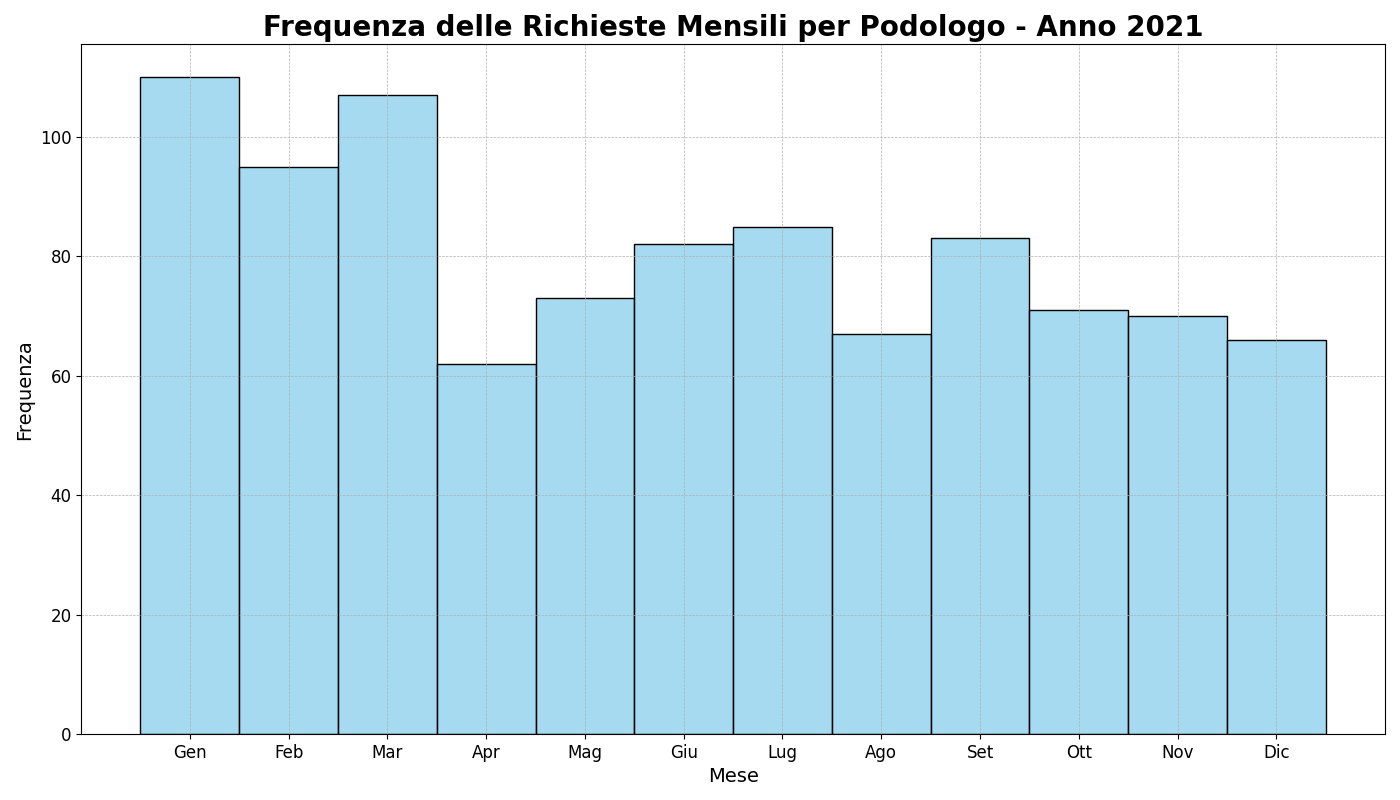 Frequenza delle Richieste Mensili per Podologo - Anno 2021
Frequenza
100
80
60
40
20
0
Gen Feb Mar Apr Mag Giu Lug Ago Set Ott Nov Dic
Mese